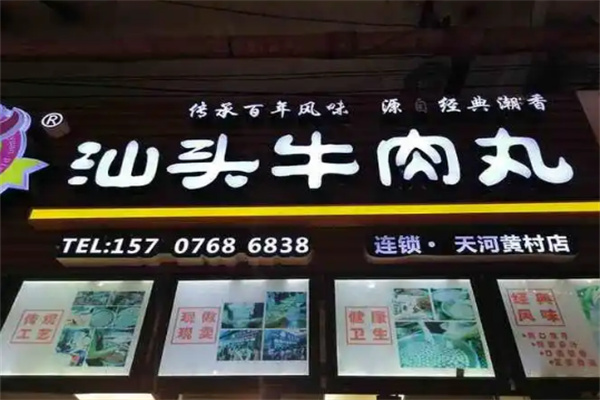 传承百年风味 源自经典潮香
®
汕头牛肉丸
TEL:157 0768 6838 连锁·天河黄村店
传统
工艺
现做
现烫
健康
卫生
经典
风味